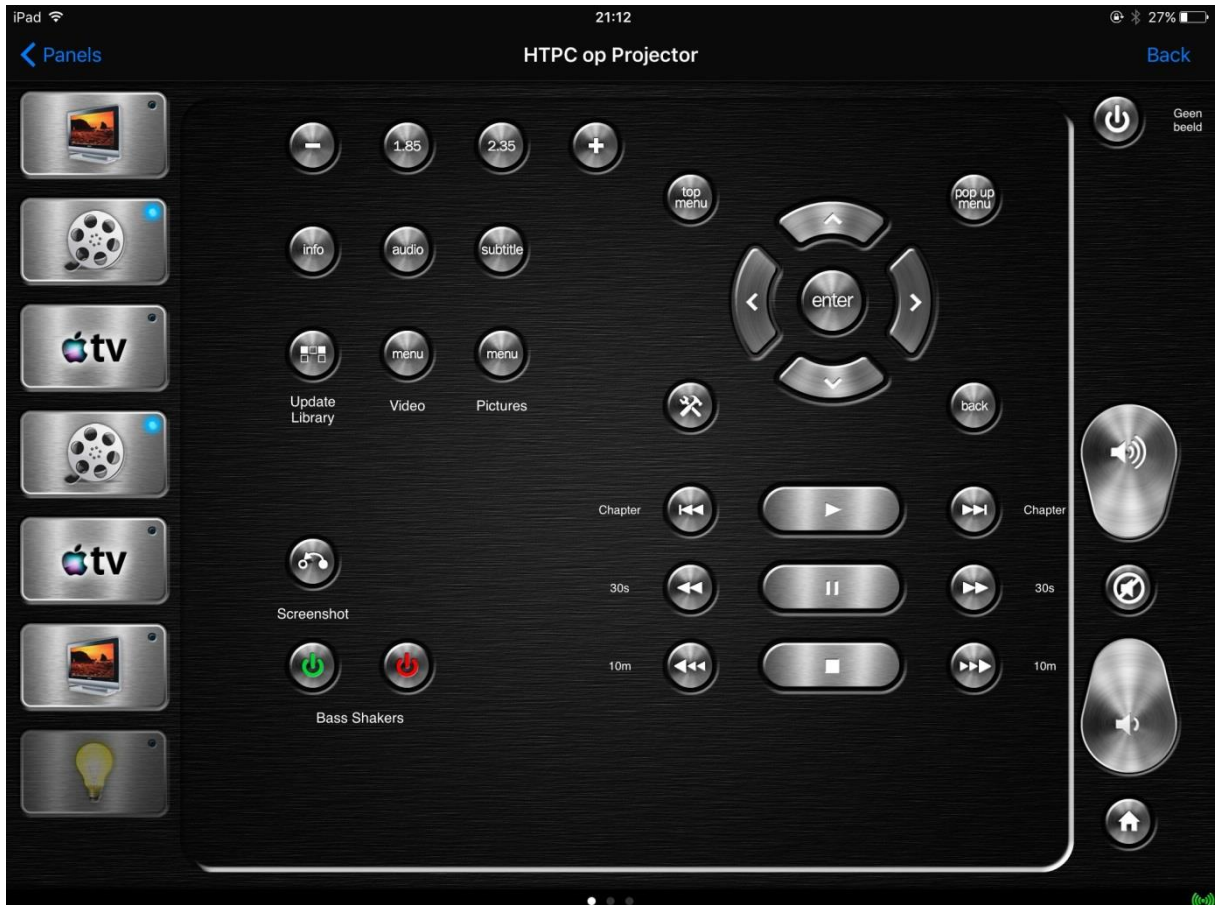 iPad 21:12 27%
Panels HTPC op Projector Back
Geen
beeld
1.85 2.35
top
menu
pop up
menu
info audio subtitle
enter
tv
menu menu
Update
Library
Video Pictures
back
Chapter Chapter
tv
30s 30s
Screenshot
10m 10m
Bass Shakers